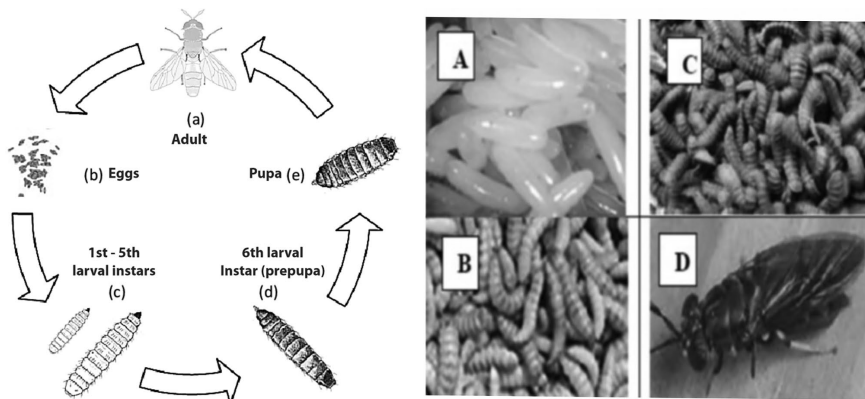 (a)
Adult
(b) Eggs
Pupa (e)
1st - 5th
larval instars
(c)
6th larval
Instar (prepupa)
(d)
A
C
B
D